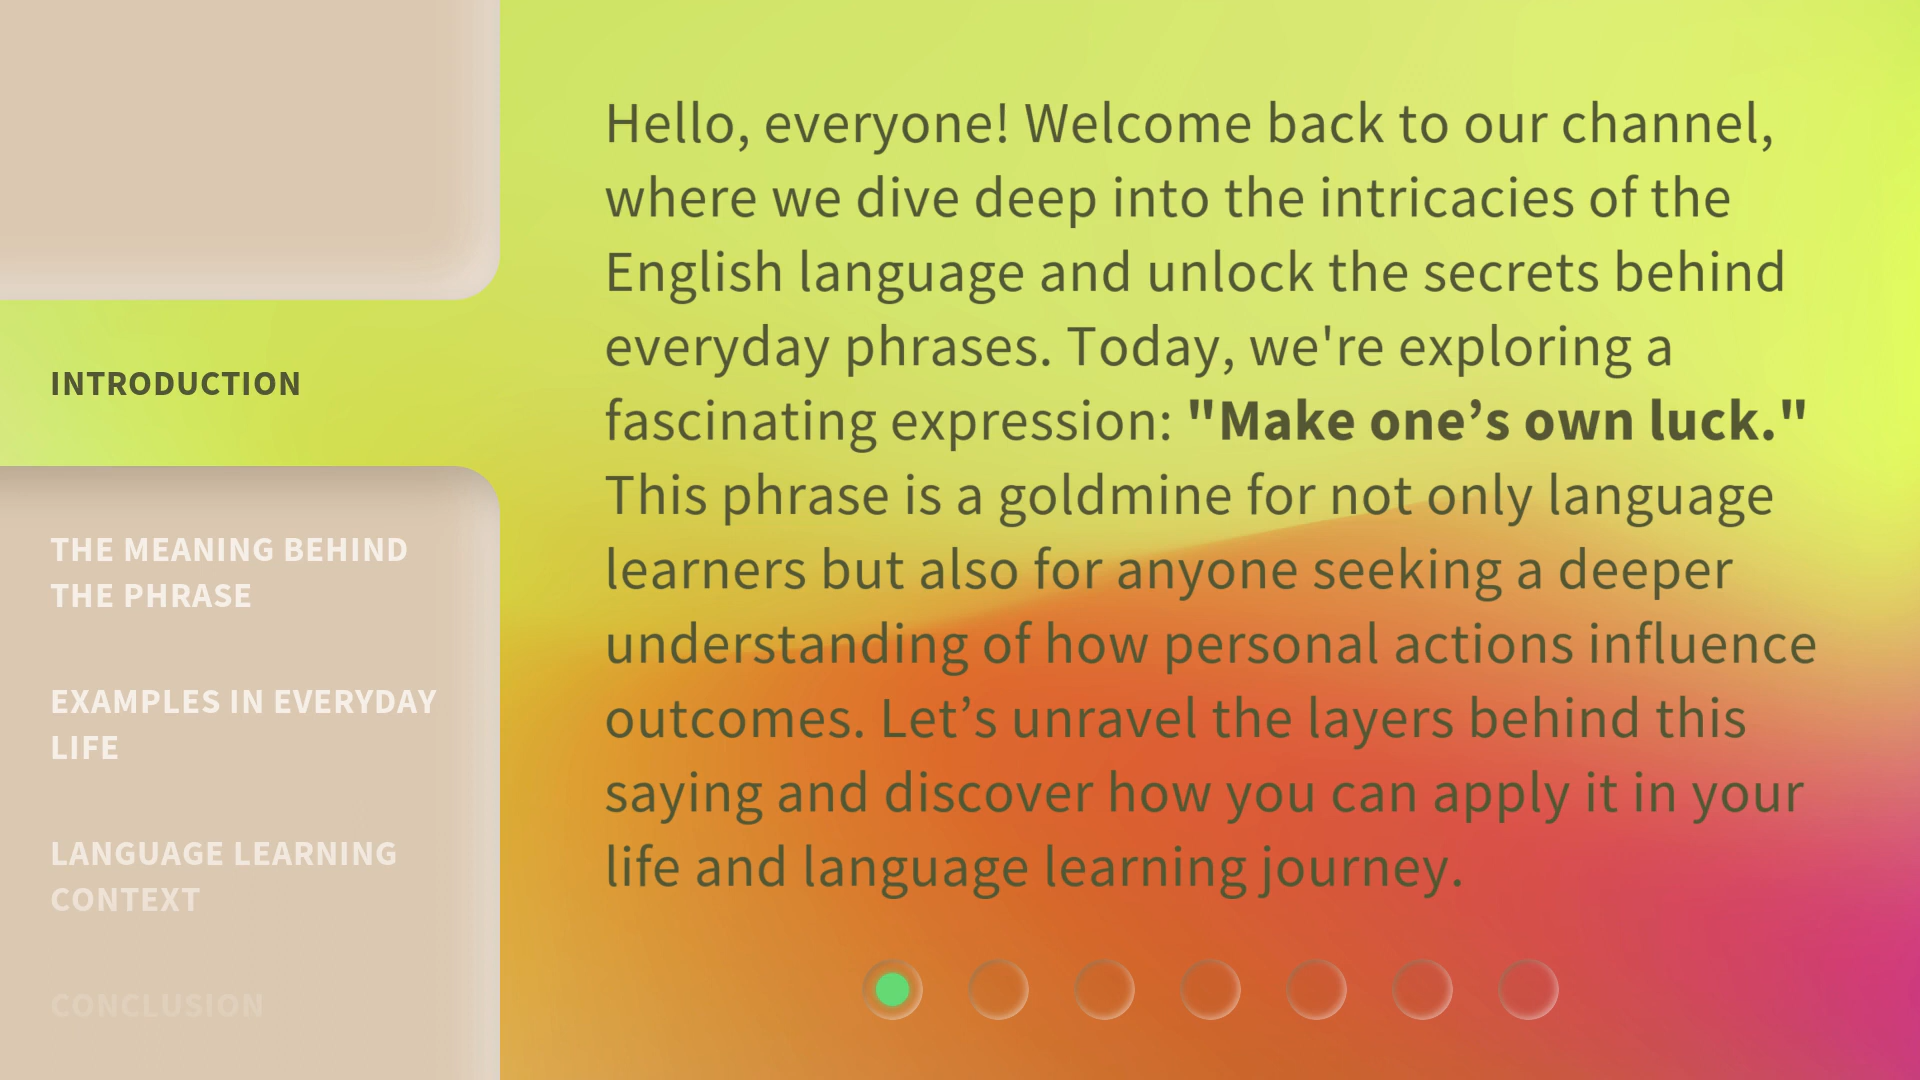 INTRODUCTION
THE MEANING BEHIND
THE PHRASE
EXAMPLES IN EVERYDAY
LIFE
LANGUAGE LEARNING
CONTEXT
CONCLUSION
Hello, everyone! Welcome back to our channel,
where we dive deep into the intricacies of the
English language and unlock the secrets behind
everyday phrases. Today, we're exploring a
fascinating expression: "Make one’s own luck."
This phrase is a goldmine for not only language
learners but also for anyone seeking a deeper
understanding of how personal actions influence
outcomes. Let’s unravel the layers behind this
saying and discover how you can apply it in your
life and language learning journey.